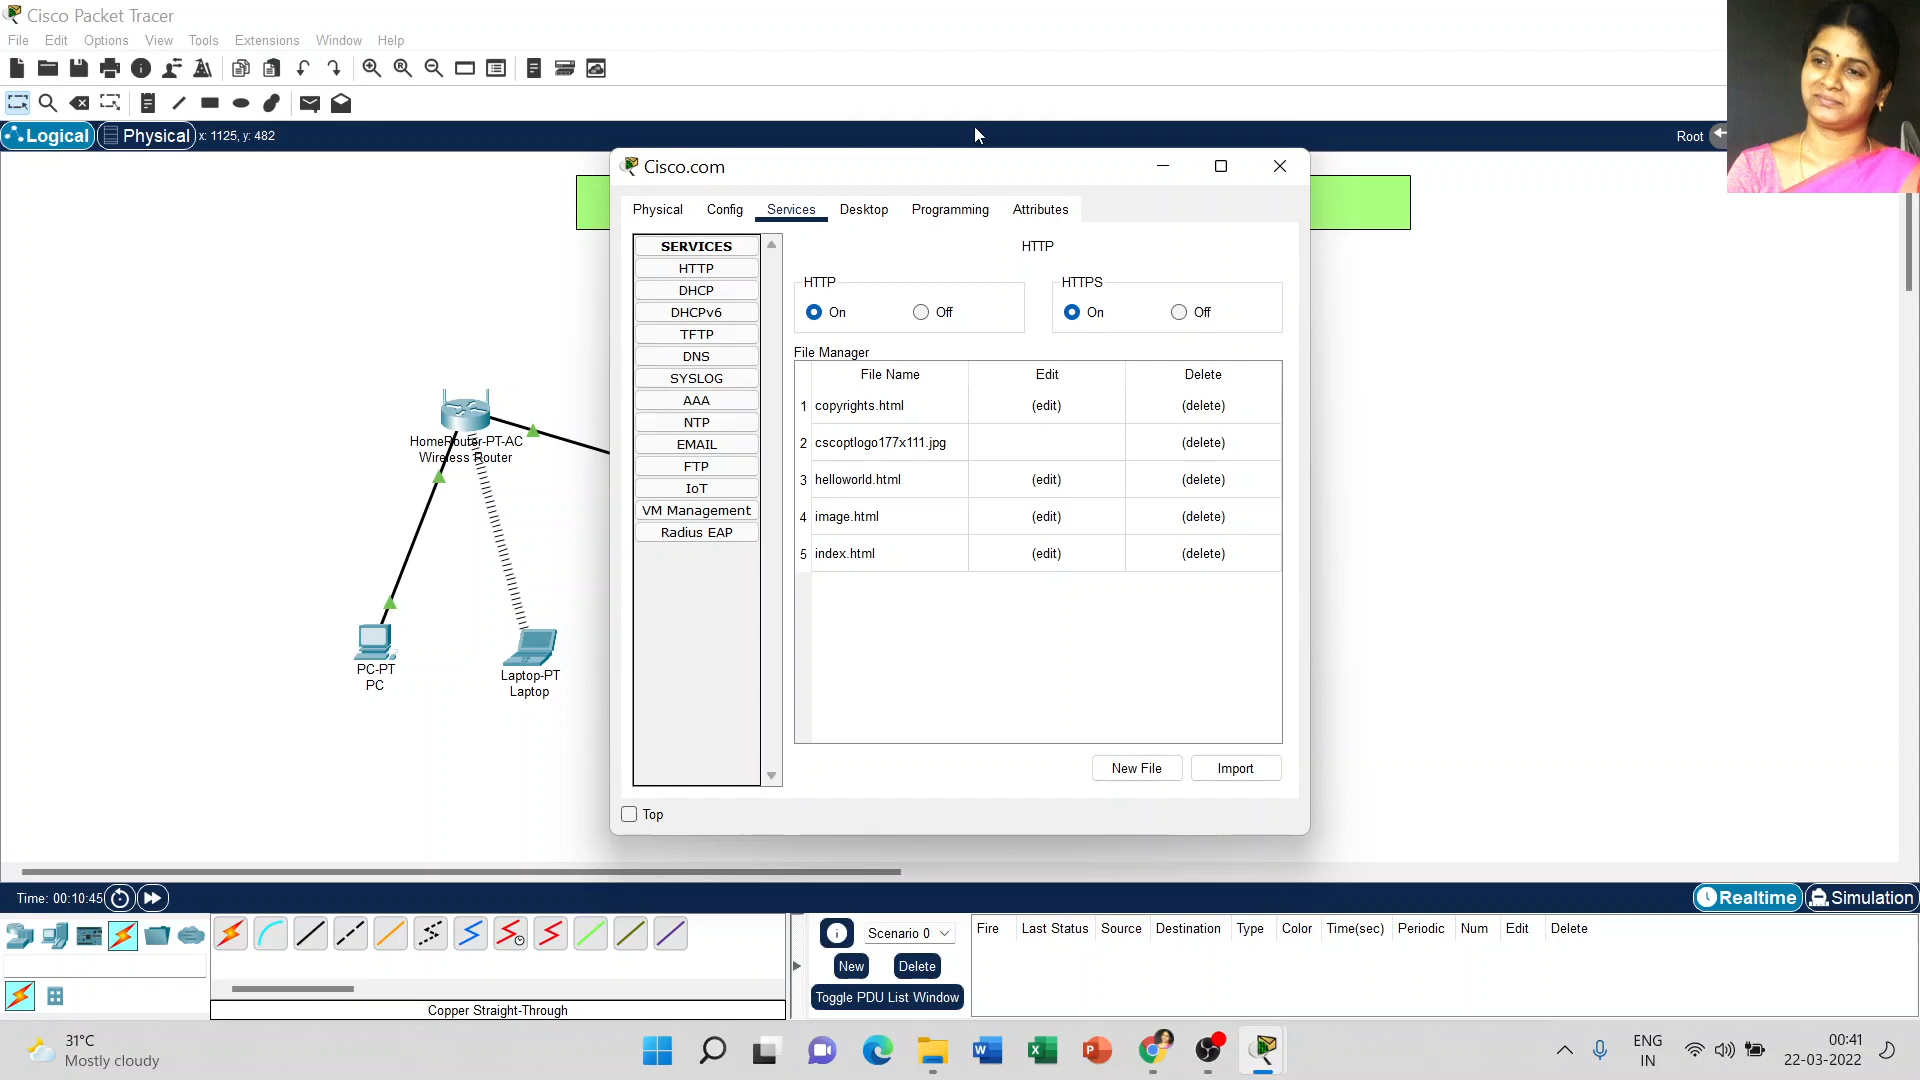 Cisco Packet Tracer
File Edit Options View Tools Extensions Window Help
Logical Physical x: 1125, y: 482 Root
Cisco.com
Physical Config Services Desktop Programming Attributes
SERVICES
HTTP
DHCP
DHCPv6
TFTP
DNS
SYSLOG
AAA
NTP
EMAIL
FTP
IoT
VM Management
Radius EAP
HTTP
HTTP HTTPS
On Off On Off
File Manager
File Name Edit Delete
1 copyrights.html (edit) (delete)
2 cscoptlogo177x111.jpg (delete)
3 helloworld.html (edit) (delete)
4 image.html (edit) (delete)
5 index.html (edit) (delete)
New File Import
Top
HomeRouter-PT-AC
Wireless Router
PC-PT
PC
Laptop-PT
Laptop
Time: 00:10:45 Realtime Simulation
Scenario 0
New Delete
Toggle PDU List Window
Fire Last Status Source Destination Type Color Time(sec) Periodic Num Edit Delete
Copper Straight-Through
31°C
Mostly cloudy
ENG
IN
00:41
22-03-2022